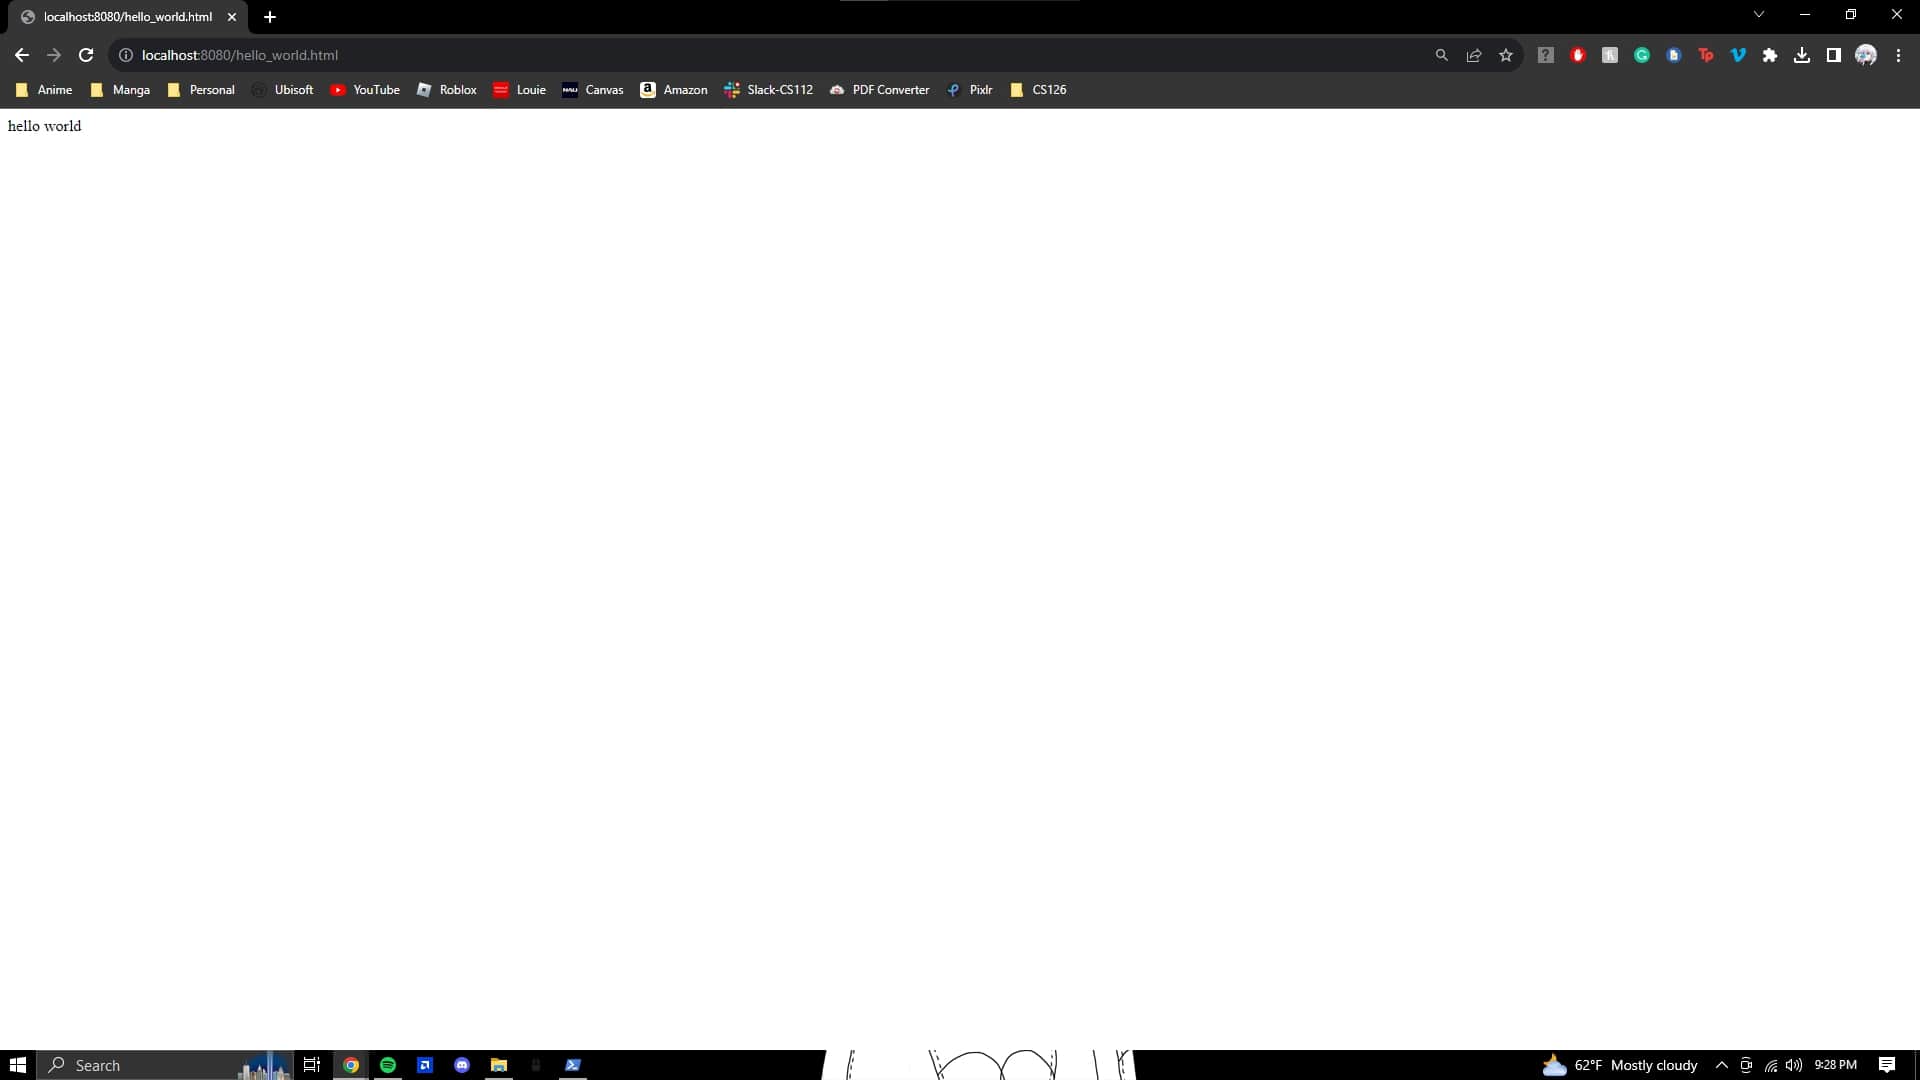 localhost:8080/hello_world.html
localhost:8080/hello_world.html
Anime Manga Personal Ubisoft YouTube Roblox Louie Canvas Amazon Slack-CS112 PDF Converter Pixlr CS126
hello world
Search 62°F Mostly cloudy 9:28 PM